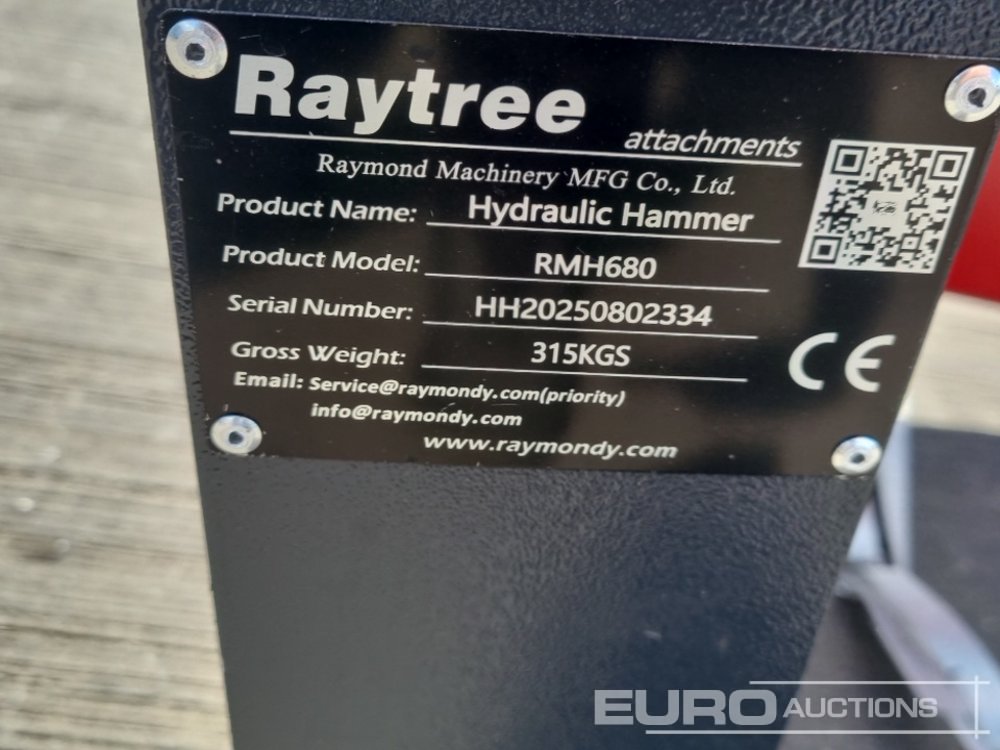 Raytree
attachments
Raymond Machinery MFG Co., Ltd.
Product Name: Hydraulic Hammer
Product Model: RMH680
Serial Number: HH20250802334
Gross Weight: 315KGS
CE
Email: Service@raymondy.com(priority)
info@raymondy.com
www.raymondy.com
EURO AUCTIONS